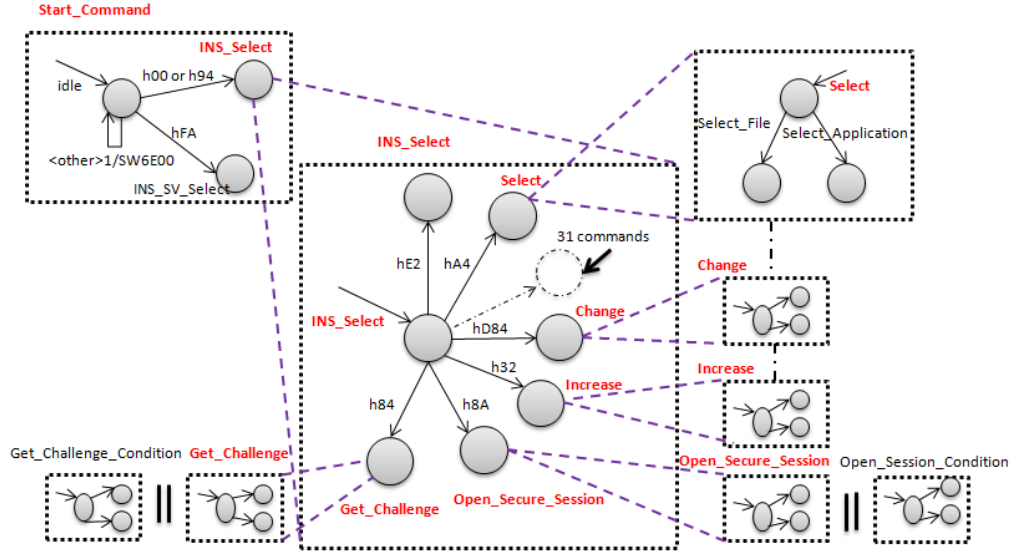 Start_Command
INS_Select
h00 or h94
idle
hFA
<other>1/SW6E00
INS_SV_Select
Select
Select_File
Select_Application
INS_Select
Select
31 commands
hE2
hA4
INS_Select
Change
hD84
h32
Increase
h84
h8A
Get_Challenge
Open_Secure_Session
Change
Increase
Get_Challenge_Condition
Get_Challenge
Open_Secure_Session
Open_Session_Condition